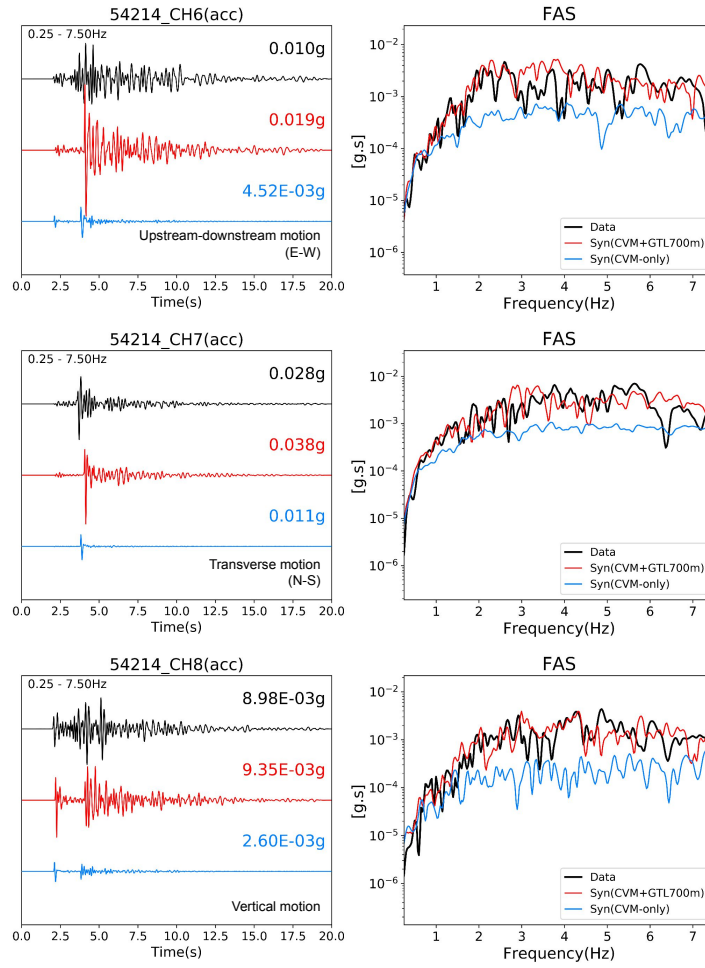 54214_CH6(acc)
0.25 - 7.50Hz
0.010g
0.019g
4.52E-03g
Upstream-downstream motion
(E-W)
0.0 2.5 5.0 7.5 10.0 12.5 15.0 17.5 20.0
Time(s)
FAS
10⁻²
10⁻³
10⁻⁴
10⁻⁵
10⁻⁶
[g.s]
Data
Syn(CVM+GTL700m)
Syn(CVM-only)
1 2 3 4 5 6 7
Frequency(Hz)
54214_CH7(acc)
0.25 - 7.50Hz
0.028g
0.038g
0.011g
Transverse motion
(N-S)
0.0 2.5 5.0 7.5 10.0 12.5 15.0 17.5 20.0
Time(s)
FAS
10⁻²
10⁻³
10⁻⁴
10⁻⁵
10⁻⁶
[g.s]
Data
Syn(CVM+GTL700m)
Syn(CVM-only)
1 2 3 4 5 6 7
Frequency(Hz)
54214_CH8(acc)
0.25 - 7.50Hz
8.98E-03g
9.35E-03g
2.60E-03g
Vertical motion
0.0 2.5 5.0 7.5 10.0 12.5 15.0 17.5 20.0
Time(s)
FAS
10⁻²
10⁻³
10⁻⁴
10⁻⁵
10⁻⁶
[g.s]
Data
Syn(CVM+GTL700m)
Syn(CVM-only)
1 2 3 4 5 6 7
Frequency(Hz)